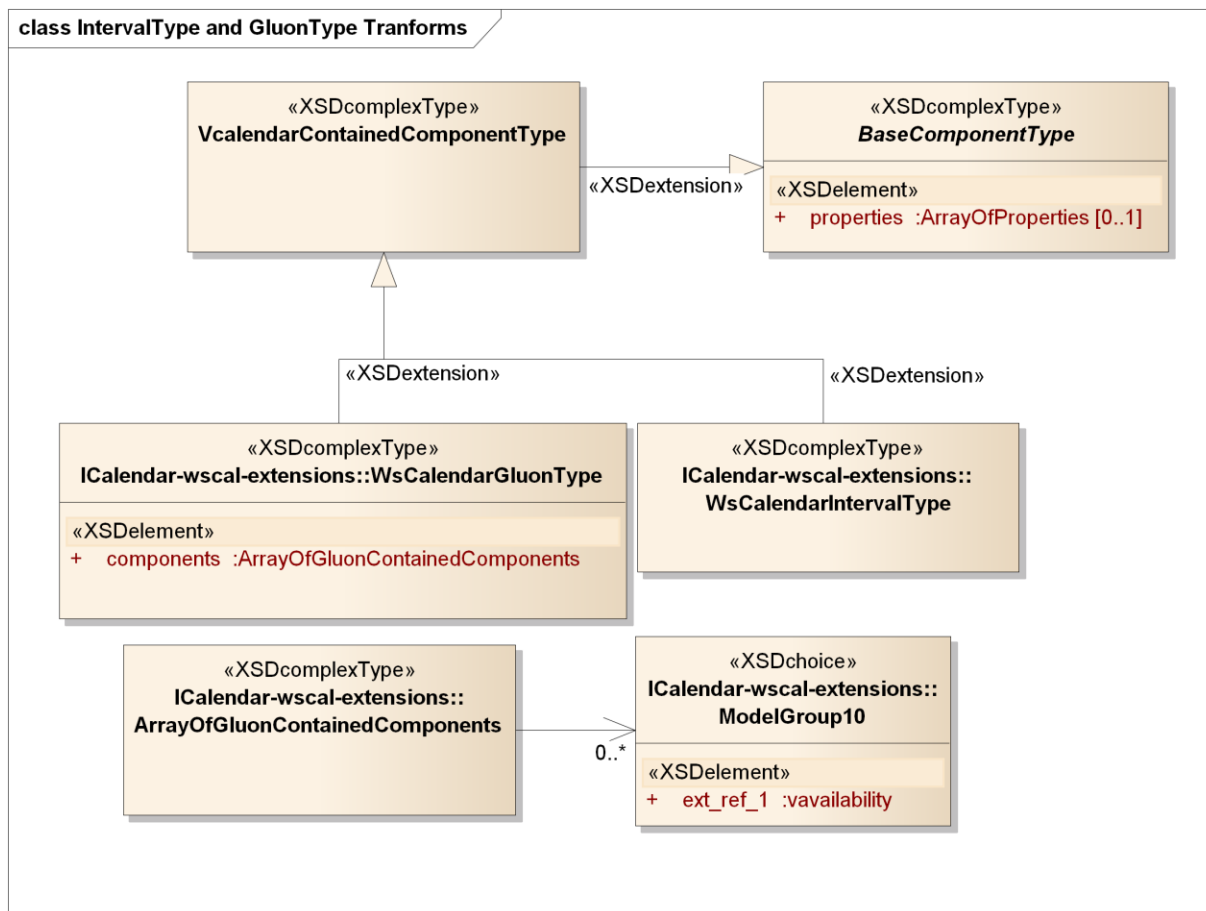 class IntervalType and GluonType Tranforms
«XSDcomplexType»
VcalendarContainedComponentType
«XSDcomplexType»
BaseComponentType
«XSDelement»
+ properties :ArrayOfProperties [0..1]
«XSDextension»
«XSDextension»
«XSDextension»
«XSDcomplexType»
ICalendar-wscal-extensions::WsCalendarGluonType
«XSDelement»
+ components :ArrayOfGluonContainedComponents
«XSDcomplexType»
ICalendar-wscal-extensions::
WsCalendarIntervalType
«XSDcomplexType»
ICalendar-wscal-extensions::
ArrayOfGluonContainedComponents
0..*
«XSDchoice»
ICalendar-wscal-extensions::
ModelGroup10
«XSDelement»
+ ext_ref_1 :vavailability